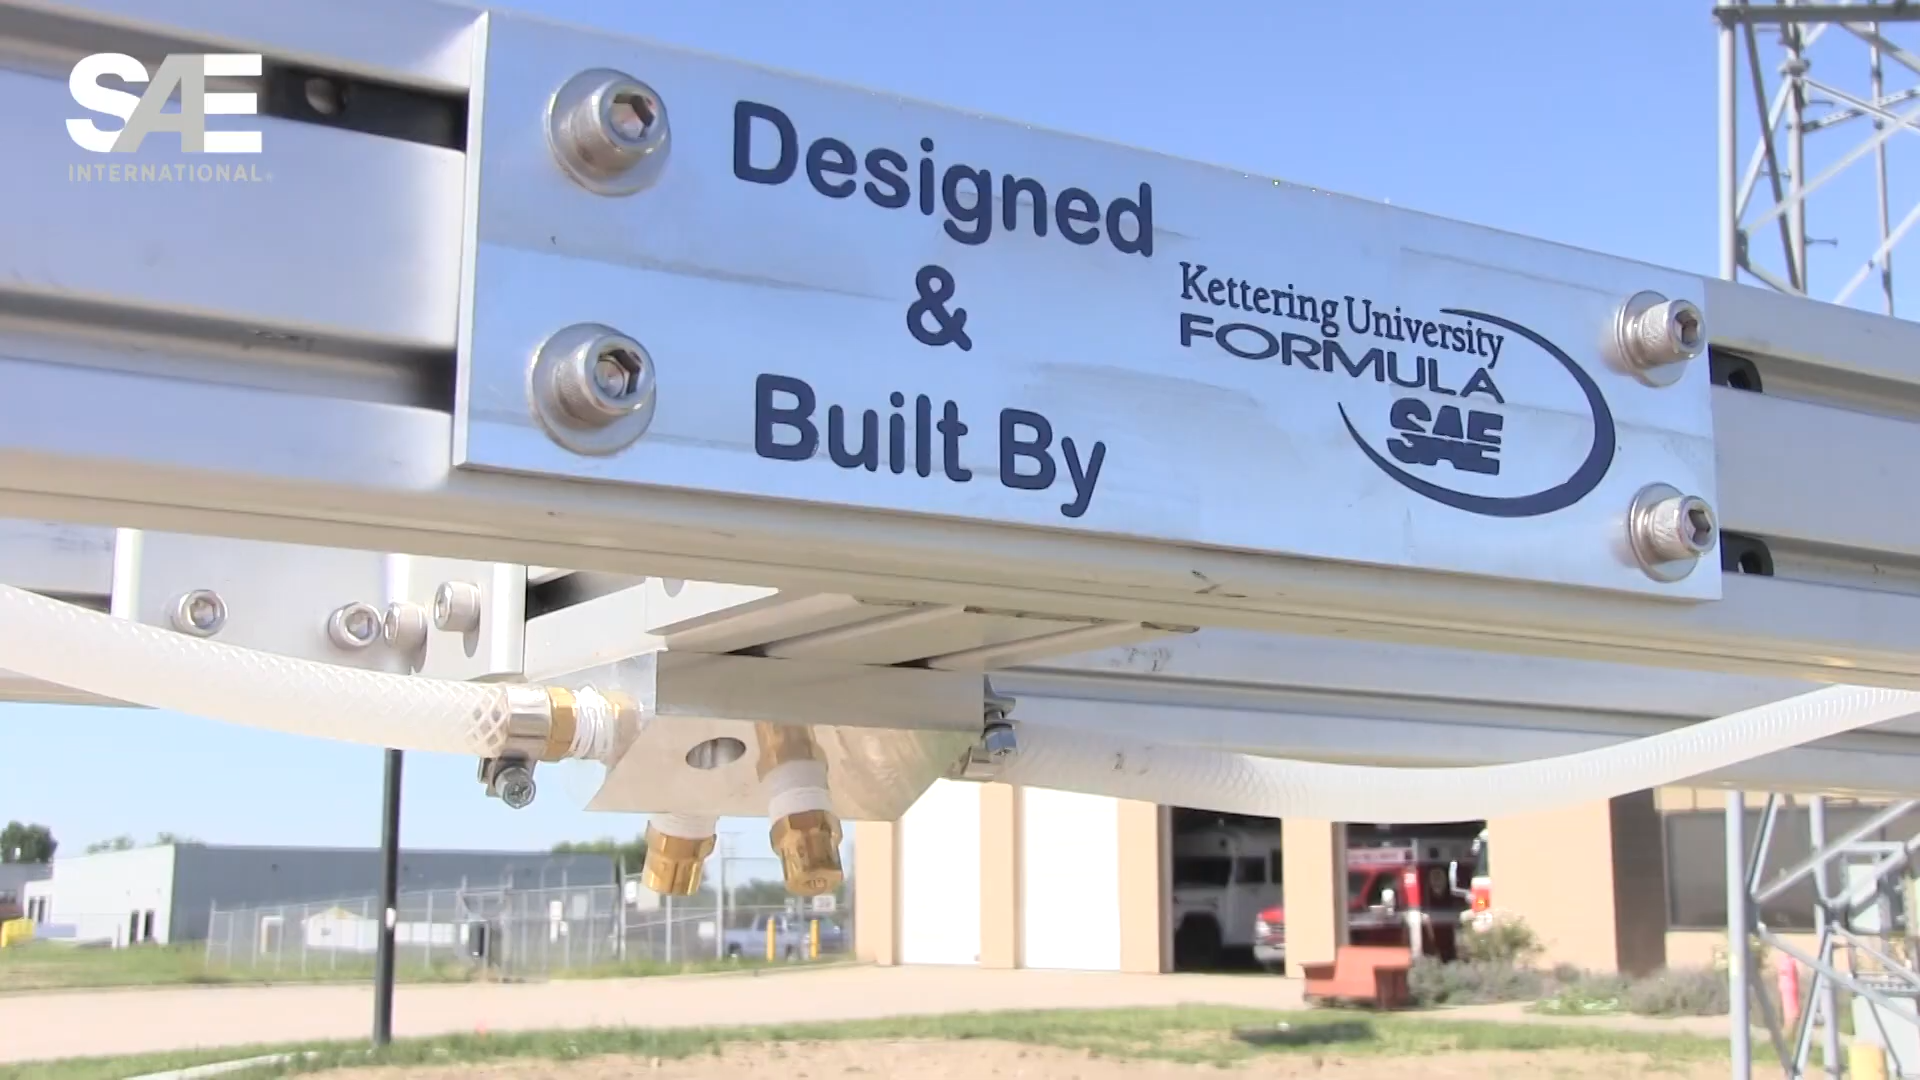 SAE
INTERNATIONAL
Designed
&
Built By
Kettering University
FORMULA
SAE